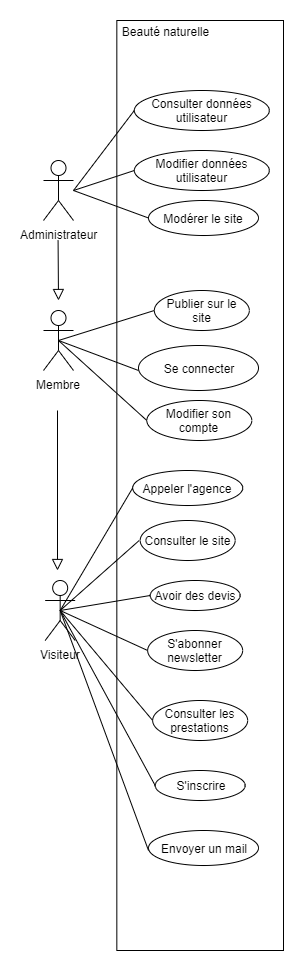 Beauté naturelle
Consulter données
utilisateur
Modifier données
utilisateur
Modérer le site
Administrateur
Publier sur le
site
Se connecter
Membre
Modifier son
compte
Appeler l'agence
Consulter le site
Avoir des devis
S'abonner
newsletter
Visiteur
Consulter les
prestations
S'inscrire
Envoyer un mail